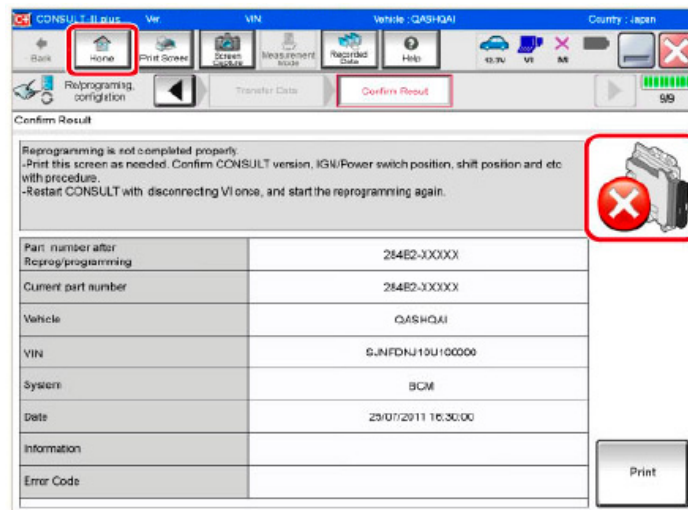 CONSULT-III plus Ver. VIN Vehicle : QASHQAI Country : Japan
Back Home Print Screen Screen Capture Measurement Mode Recorded Data Help 12.3V VI MI
Re/programing, configlation Transfer Data Confirm Result 9/9
Confirm Result
Reprogramming is not completed properly.
-Print this screen as needed. Confirm CONSULT version, IGN/Power switch position, shift position and etc
with procedure.
-Restart CONSULT with disconnecting VI once, and start the reprogramming again.
Part number after
Reprog/programming 284B2-XXXXX
Current part number 284B2-XXXXX
Vehicle QASHQAI
VIN SJNFDNJ10U100000
System BCM
Date 25/07/2011 16:30:00
Information
Error Code
Print